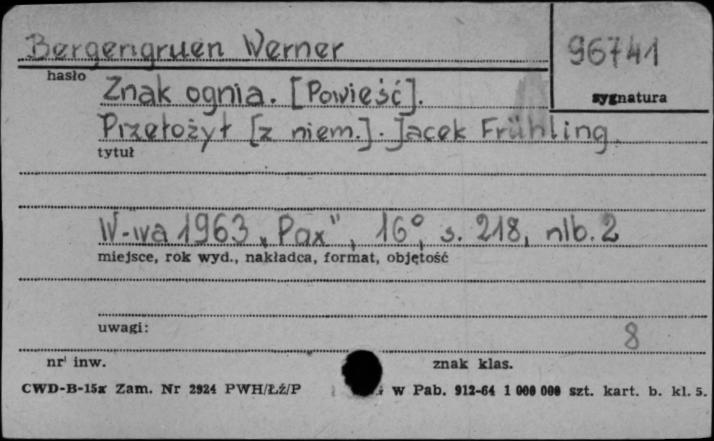 Bergengruen Werner
96741
hasło
sygnatura
Znak ognia. [Powieść].
Przełożył [z niem.]. Jacek Frühling
tytuł
W-wa 1963 „Pax", 16°, s. 218, nlb. 2
miejsce, rok wyd., nakładca, format, objętość
uwagi:
8
nr inw.
znak klas.
CWD-B-15x Zam. Nr 2924 PWH/Łź/P w Pab. 912-64 1 000 000 szt. kart. b. kl. 5.